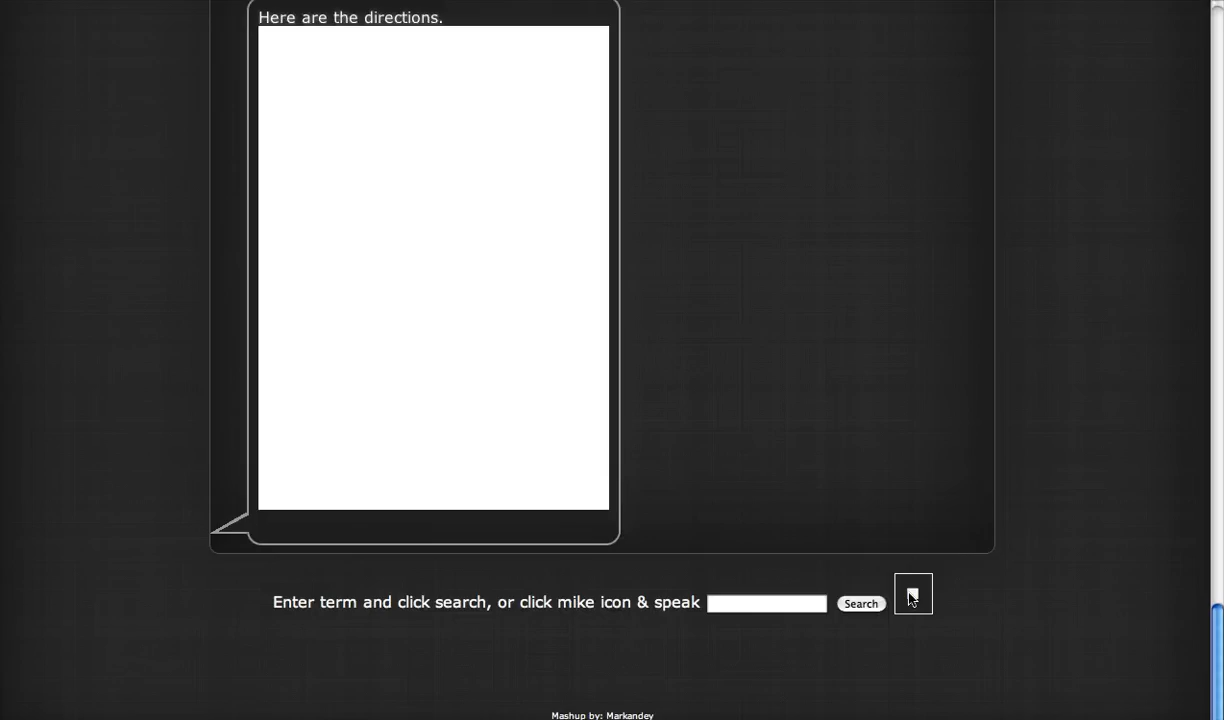 Here are the directions.
Enter term and click search, or click mike icon & speak
Search
Mashup by: Markandey